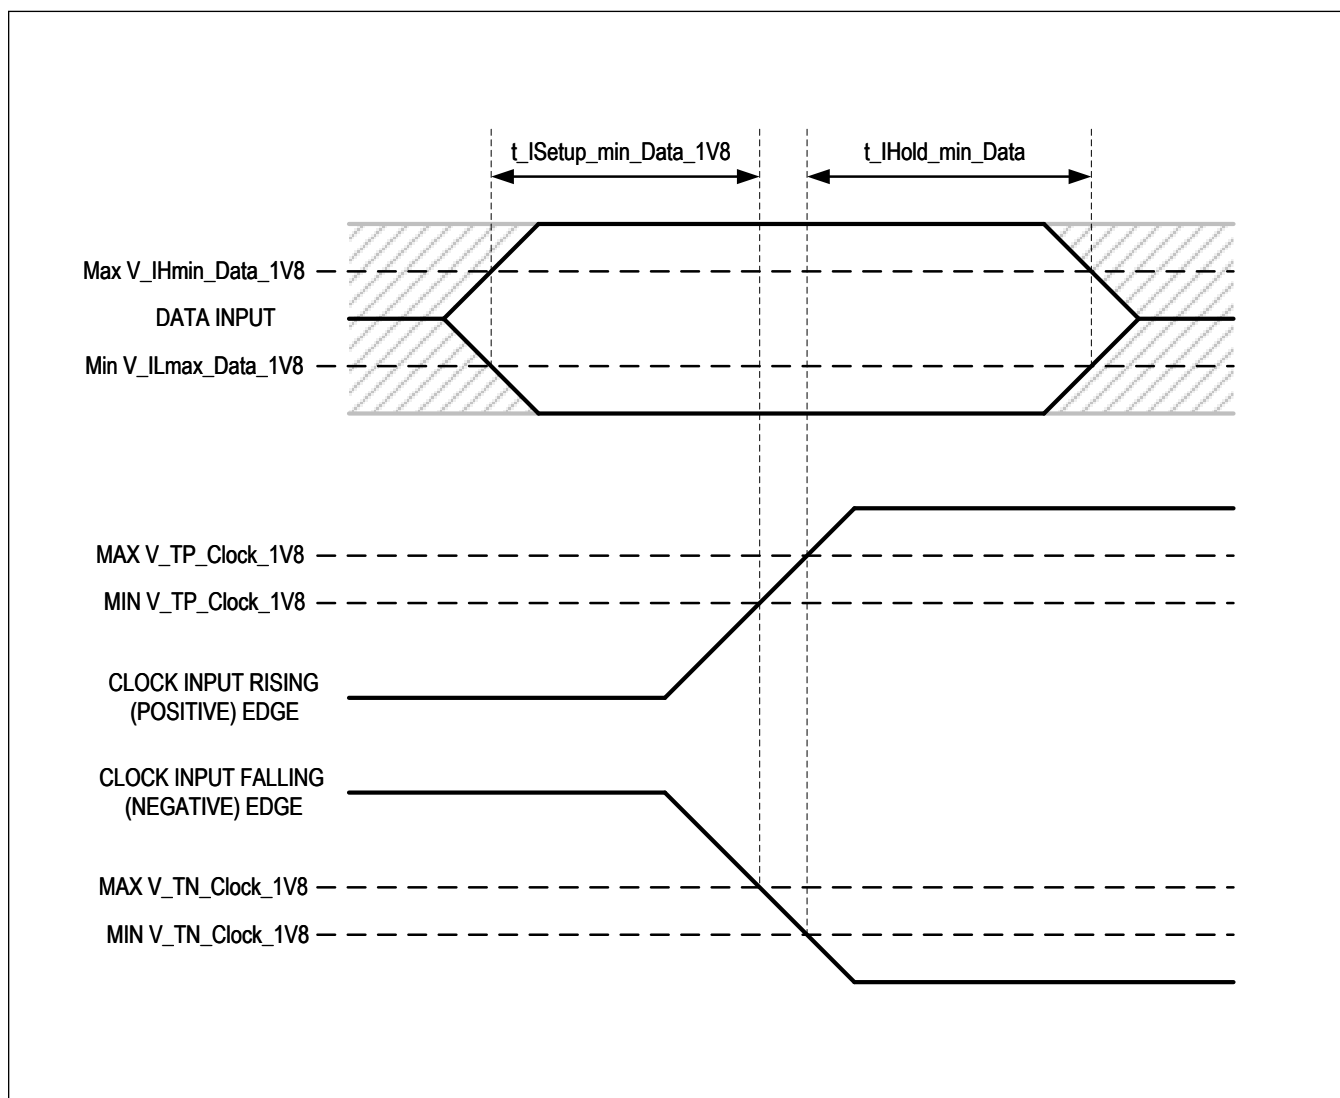 t_ISetup_min_Data_1V8
t_IHold_min_Data
Max V_IHmin_Data_1V8
DATA INPUT
Min V_ILmax_Data_1V8
MAX V_TP_Clock_1V8
MIN V_TP_Clock_1V8
CLOCK INPUT RISING
(POSITIVE) EDGE
CLOCK INPUT FALLING
(NEGATIVE) EDGE
MAX V_TN_Clock_1V8
MIN V_TN_Clock_1V8